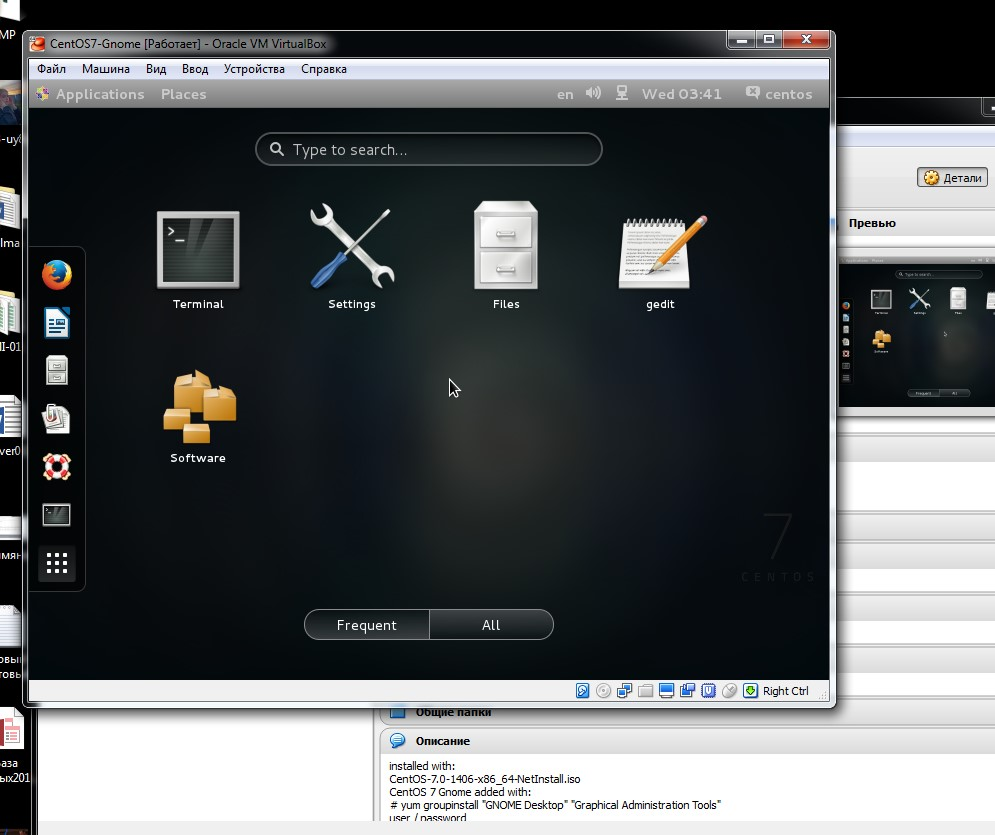 MP
CentOS7-Gnome [Работает] - Oracle VM VirtualBox
Файл Машина Вид Ввод Устройства Справка
Applications Places en Wed 03:41 centos
Type to search...
Детали
Превью
Terminal Settings Files gedit
Software
7
CENTOS
Frequent All
Right Ctrl
Общие папки
Описание
installed with:
CentOS-7.0-1406-x86_64-NetInstall.iso
CentOS 7 Gnome added with:
# yum groupinstall "GNOME Desktop" "Graphical Administration Tools"
user / password